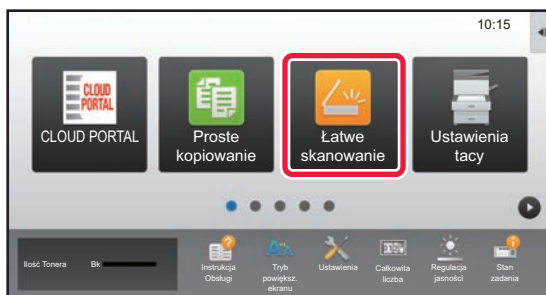 10:15
CLOUD
PORTAL
CLOUD PORTAL
Proste
kopiowanie
Łatwe
skanowanie
Ustawienia
tacy
Ilość Tonera
Bk
Instrukcja
Obsługi
Tryb
powiększ.
ekranu
Ustawienia
Całkowita
liczba
Regulacja
jasności
Stan
zadania